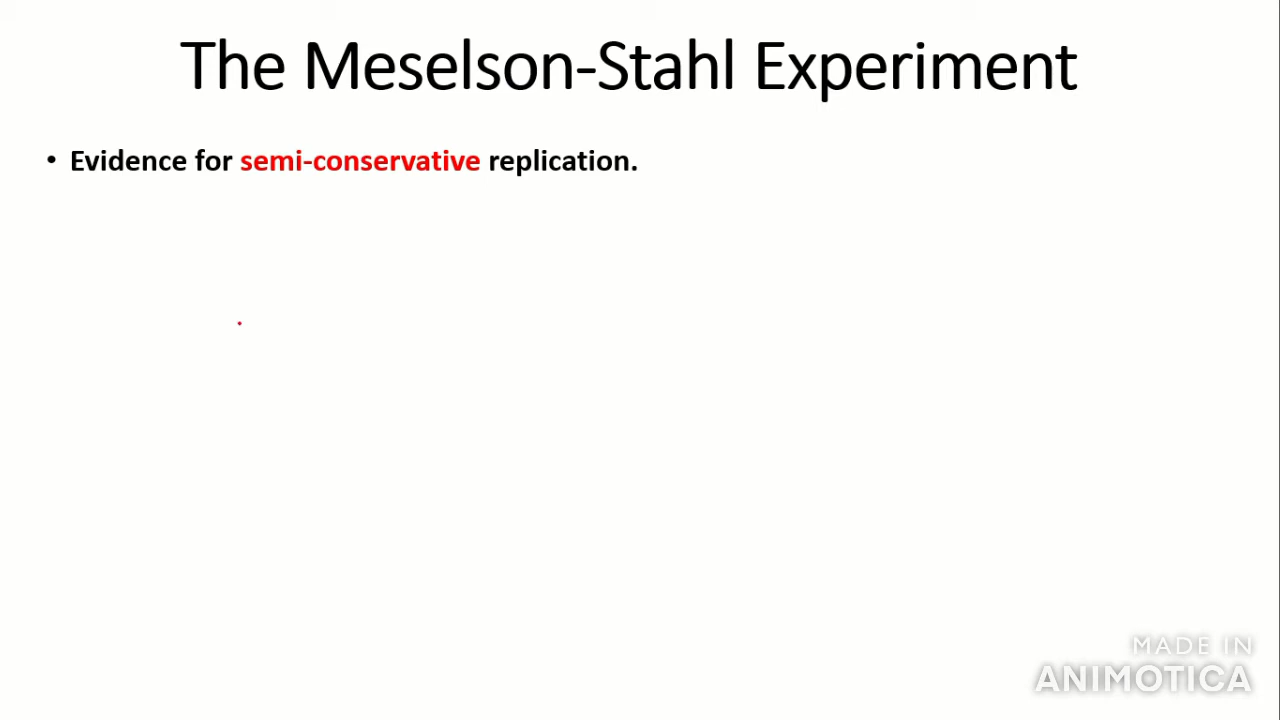 The Meselson-Stahl Experiment
• Evidence for semi-conservative replication.
MADE IN
ANIMOTICA